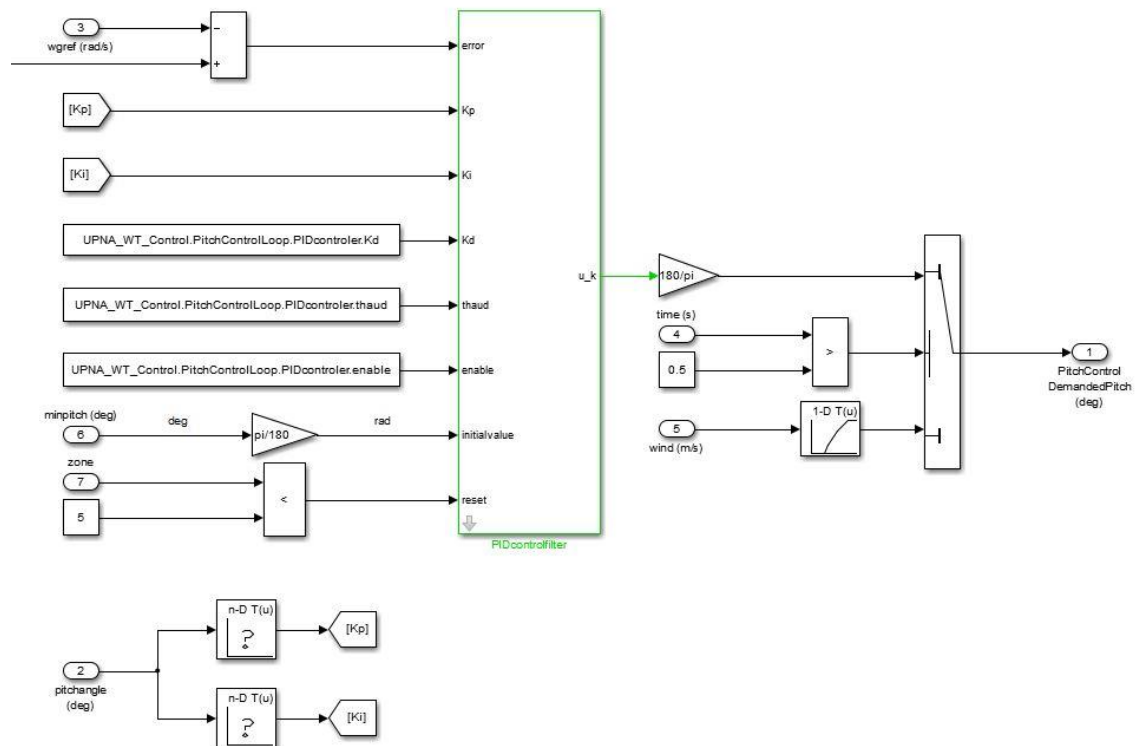 3
wgref (rad/s)
−
+
error
[Kp]
Kp
[Ki]
Ki
UPNA_WT_Control.PitchControlLoop.PIDcontroler.Kd
Kd
UPNA_WT_Control.PitchControlLoop.PIDcontroler.thaud
thaud
UPNA_WT_Control.PitchControlLoop.PIDcontroler.enable
enable
minpitch (deg)
6
deg
pi/180
rad
initialvalue
zone
7
5
<
reset
u_k
PIDcontrolfilter
180/pi
time (s)
4
0.5
>
5
wind (m/s)
1-D T(u)
1
PitchControl
DemandedPitch
(deg)
2
pitchangle
(deg)
n-D T(u)
?
[Kp]
n-D T(u)
?
[Ki]